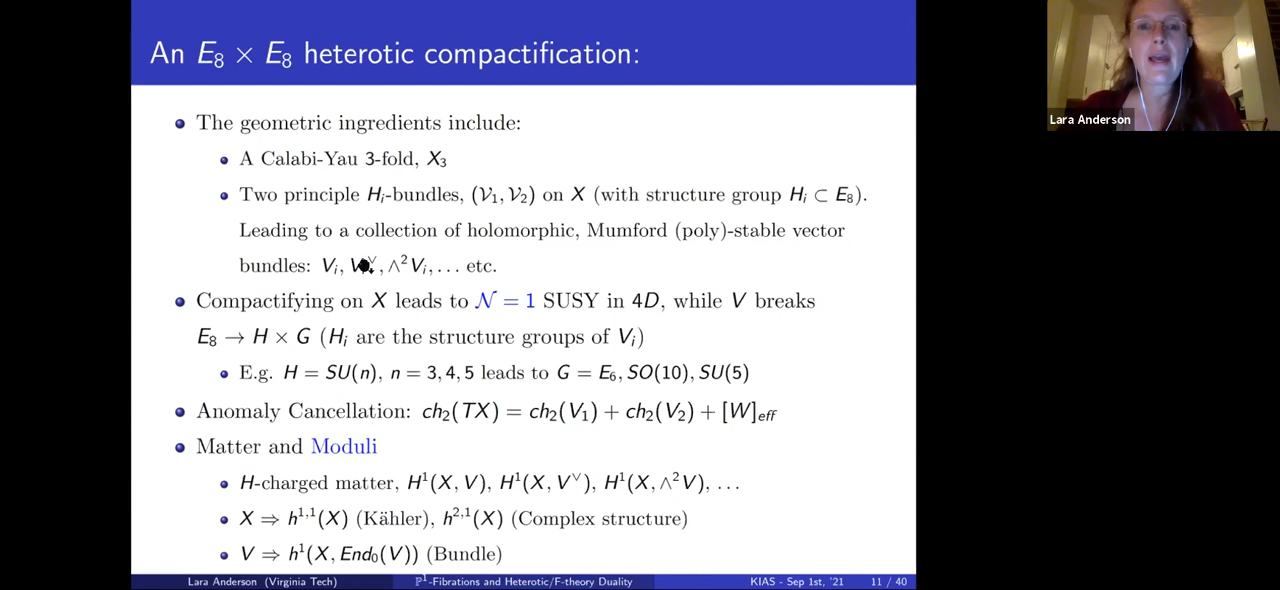 An E₈ × E₈ heterotic compactification:
The geometric ingredients include:
A Calabi-Yau 3-fold, X₃
Two principle Hᵢ-bundles, (𝒱₁, 𝒱₂) on X (with structure group Hᵢ ⊂ E₈).
Leading to a collection of holomorphic, Mumford (poly)-stable vector
bundles: Vᵢ, V^∨, ∧²Vᵢ, … etc.
Compactifying on X leads to 𝒩 = 1 SUSY in 4D, while V breaks
E₈ → H × G (Hᵢ are the structure groups of Vᵢ)
E.g. H = SU(n), n = 3, 4, 5 leads to G = E₆, SO(10), SU(5)
Anomaly Cancellation: ch₂(TX) = ch₂(V₁) + ch₂(V₂) + [W]_eff
Matter and Moduli
H-charged matter, H¹(X, V), H¹(X, V^∨), H¹(X, ∧²V), …
X ⇒ h^{1,1}(X) (Kähler), h^{2,1}(X) (Complex structure)
V ⇒ h¹(X, End₀(V)) (Bundle)
Lara Anderson (Virginia Tech) ℙ¹-Fibrations and Heterotic/F-theory Duality KIAS - Sep 1st, '21 11 / 40
Lara Anderson